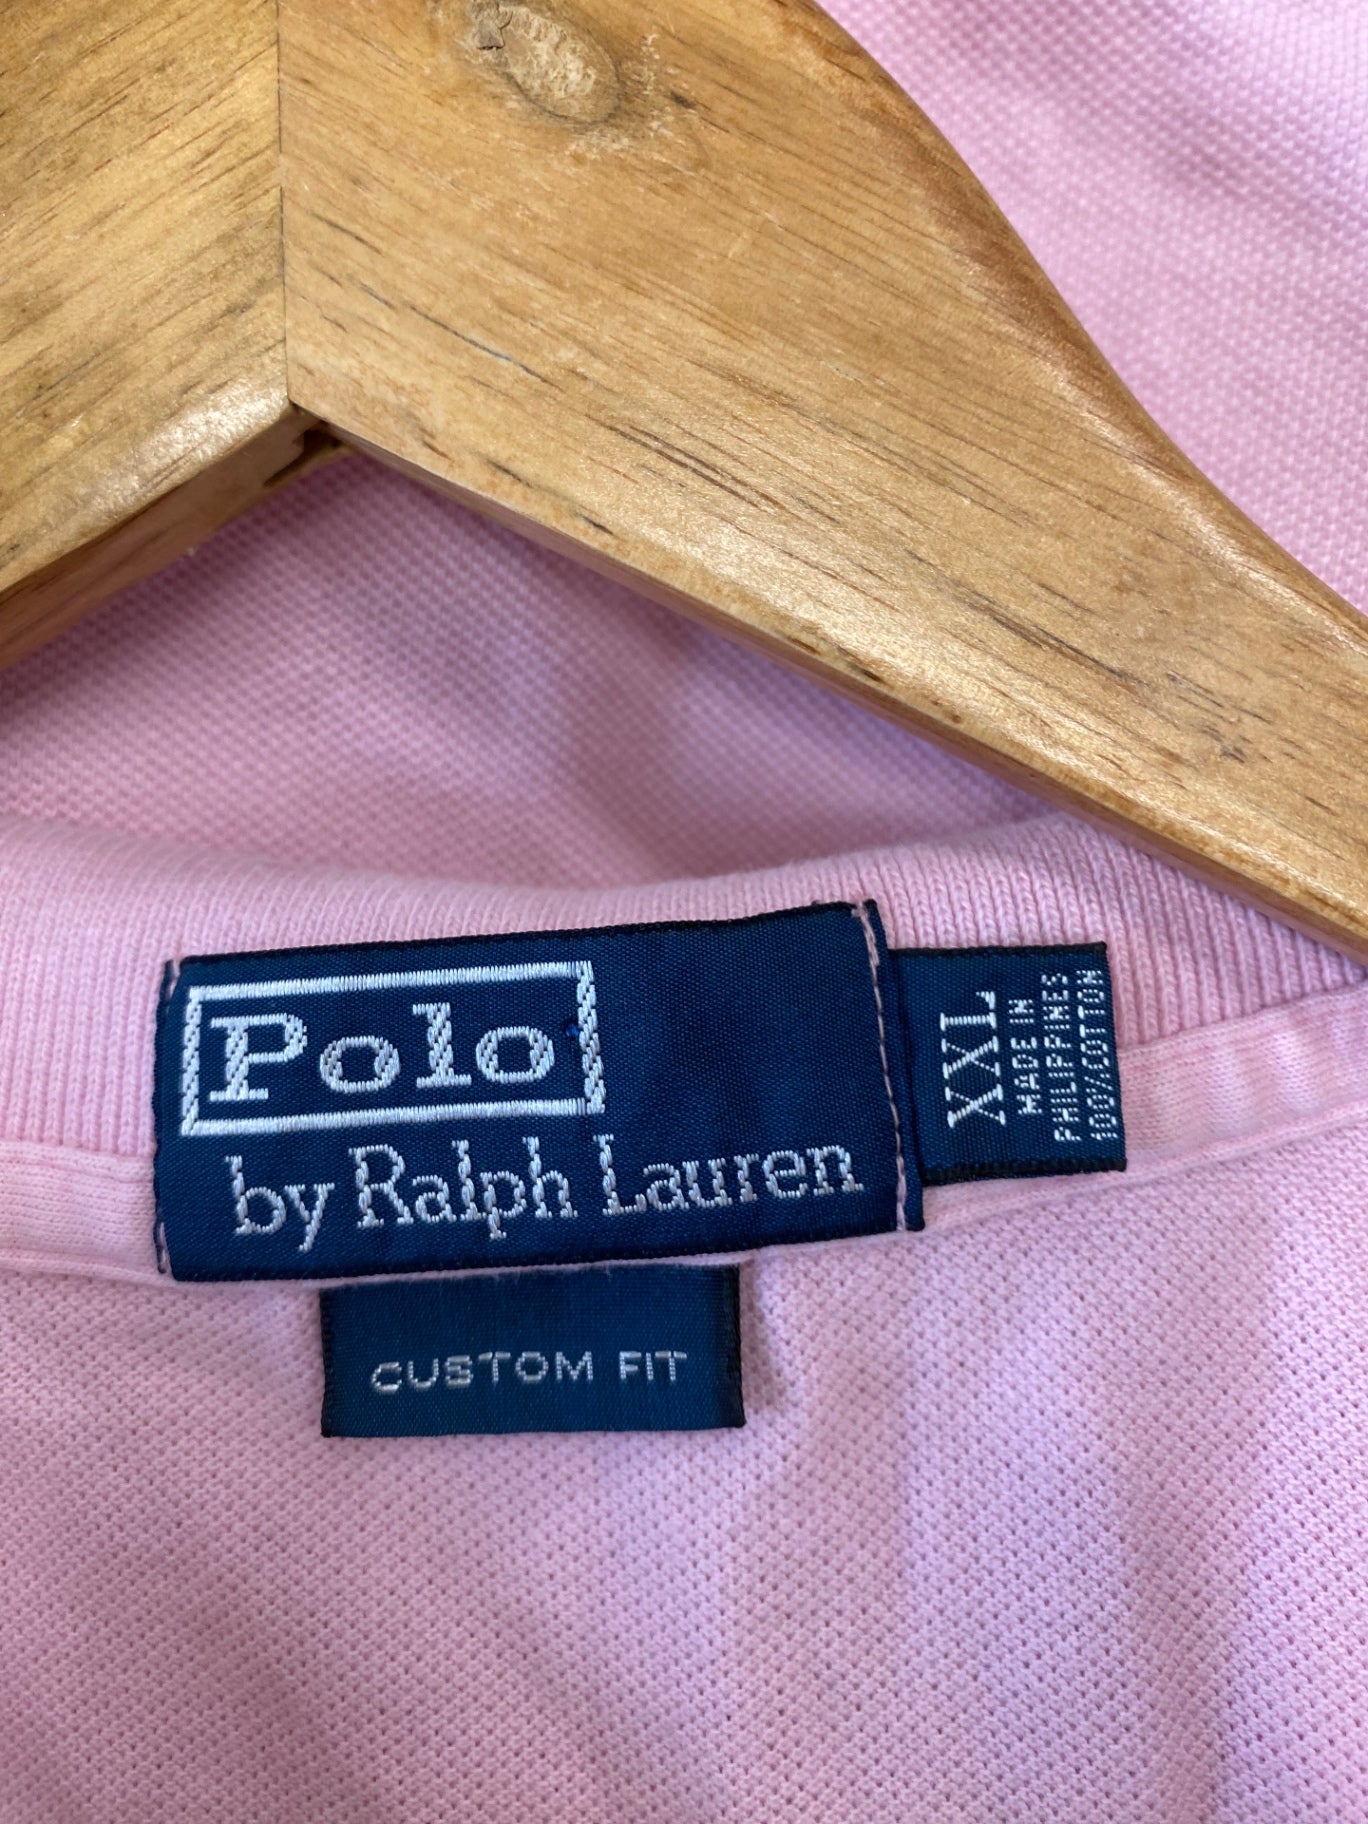 Polo
by Ralph Lauren
XXL
MADE IN
PHILIPPINES
100% COTTON
CUSTOM FIT